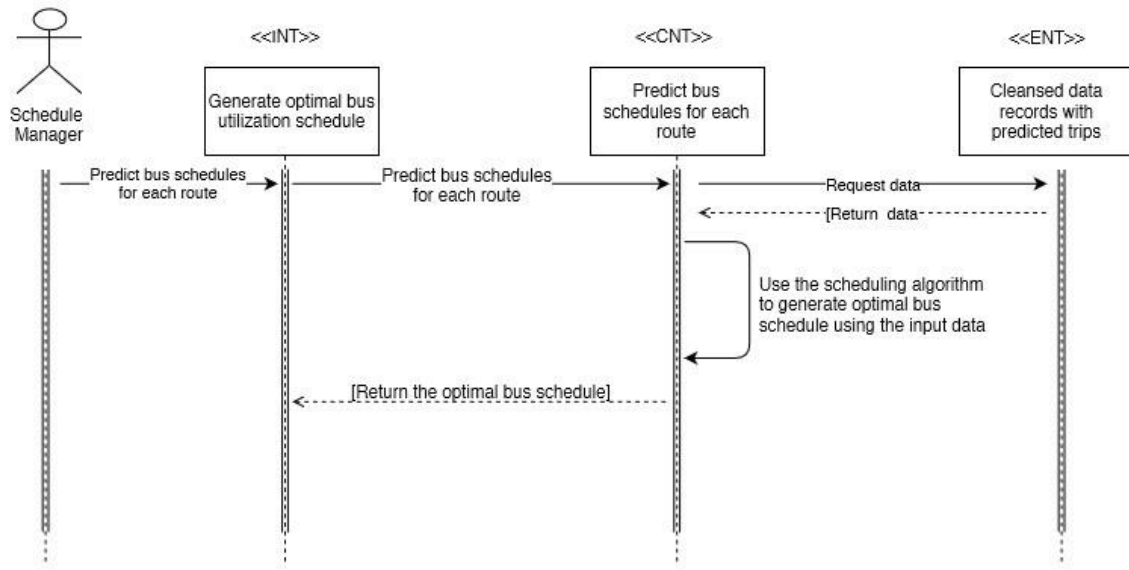 <<INT>>
<<CNT>>
<<ENT>>
Schedule
Manager
Generate optimal bus
utilization schedule
Predict bus
schedules for each
route
Cleansed data
records with
predicted trips
Predict bus schedules
for each route
Predict bus schedules
for each route
Request data
[Return data
Use the scheduling algorithm
to generate optimal bus
schedule using the input data
[Return the optimal bus schedule]